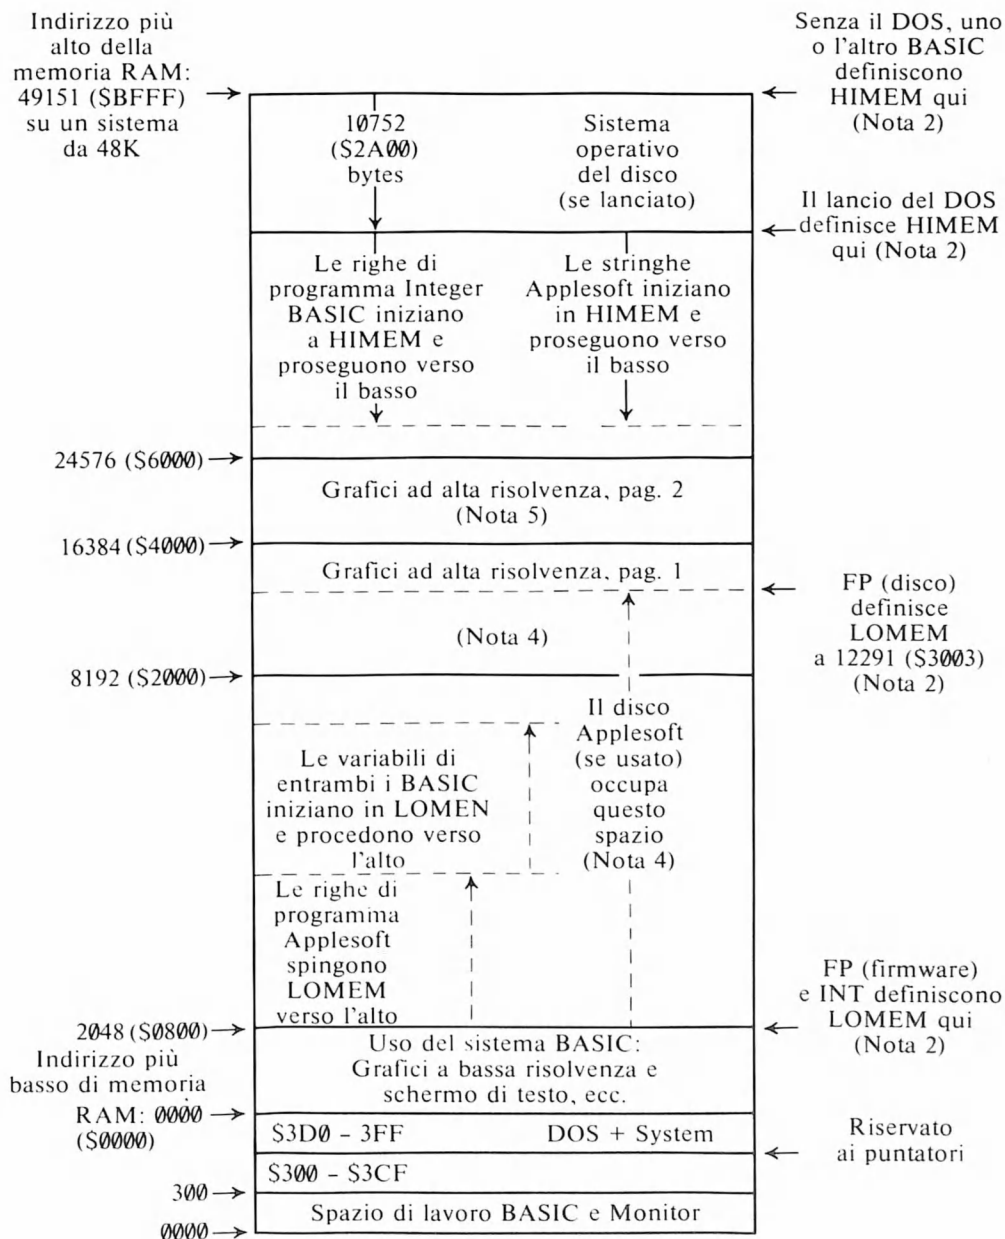 Indirizzo più
alto della
memoria RAM:
49151 ($BFFF)
su un sistema
da 48K
Senza il DOS, uno
o l'altro BASIC
definiscono
HIMEM qui
(Nota 2)
10752
($2A00)
bytes
Sistema
operativo
del disco
(se lanciato)
Il lancio del DOS
definisce HIMEM
qui (Nota 2)
Le righe di
programma Integer
BASIC iniziano
a HIMEM e
proseguono verso
il basso
Le stringhe
Applesoft iniziano
in HIMEM e
proseguono verso
il basso
24576 ($6000)
Grafici ad alta risolvenza, pag. 2
(Nota 5)
16384 ($4000)
Grafici ad alta risolvenza, pag. 1
(Nota 4)
FP (disco)
definisce
LOMEM
a 12291 ($3003)
(Nota 2)
8192 ($2000)
Il disco
Applesoft
(se usato)
occupa
questo
spazio
(Nota 4)
Le variabili di
entrambi i BASIC
iniziano in LOMEN
e procedono verso
l'alto
Le righe di
programma
Applesoft
spingono
LOMEM
verso l'alto
FP (firmware)
e INT definiscono
LOMEM qui
(Nota 2)
2048 ($0800)
Uso del sistema BASIC:
Grafici a bassa risolvenza e
schermo di testo, ecc.
Indirizzo più
basso di memoria
RAM: 0000
($0000)
$3D0 – 3FF
DOS + System
Riservato
ai puntatori
$300 – $3CF
300
Spazio di lavoro BASIC e Monitor
0000